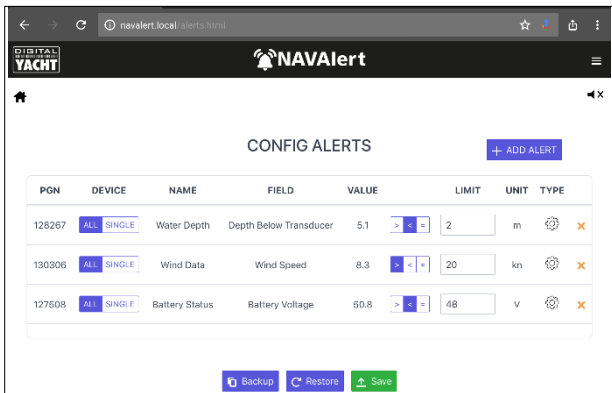 navalert.local/alerts.html
DIGITAL
YACHT
NAVAlert
CONFIG ALERTS
+ ADD ALERT
PGN DEVICE NAME FIELD VALUE LIMIT UNIT TYPE
128267 ALL SINGLE Water Depth Depth Below Transducer 5.1 > < = 2 m
130306 ALL SINGLE Wind Data Wind Speed 8.3 > < = 20 kn
127508 ALL SINGLE Battery Status Battery Voltage 50.8 > < = 48 V
Backup Restore Save